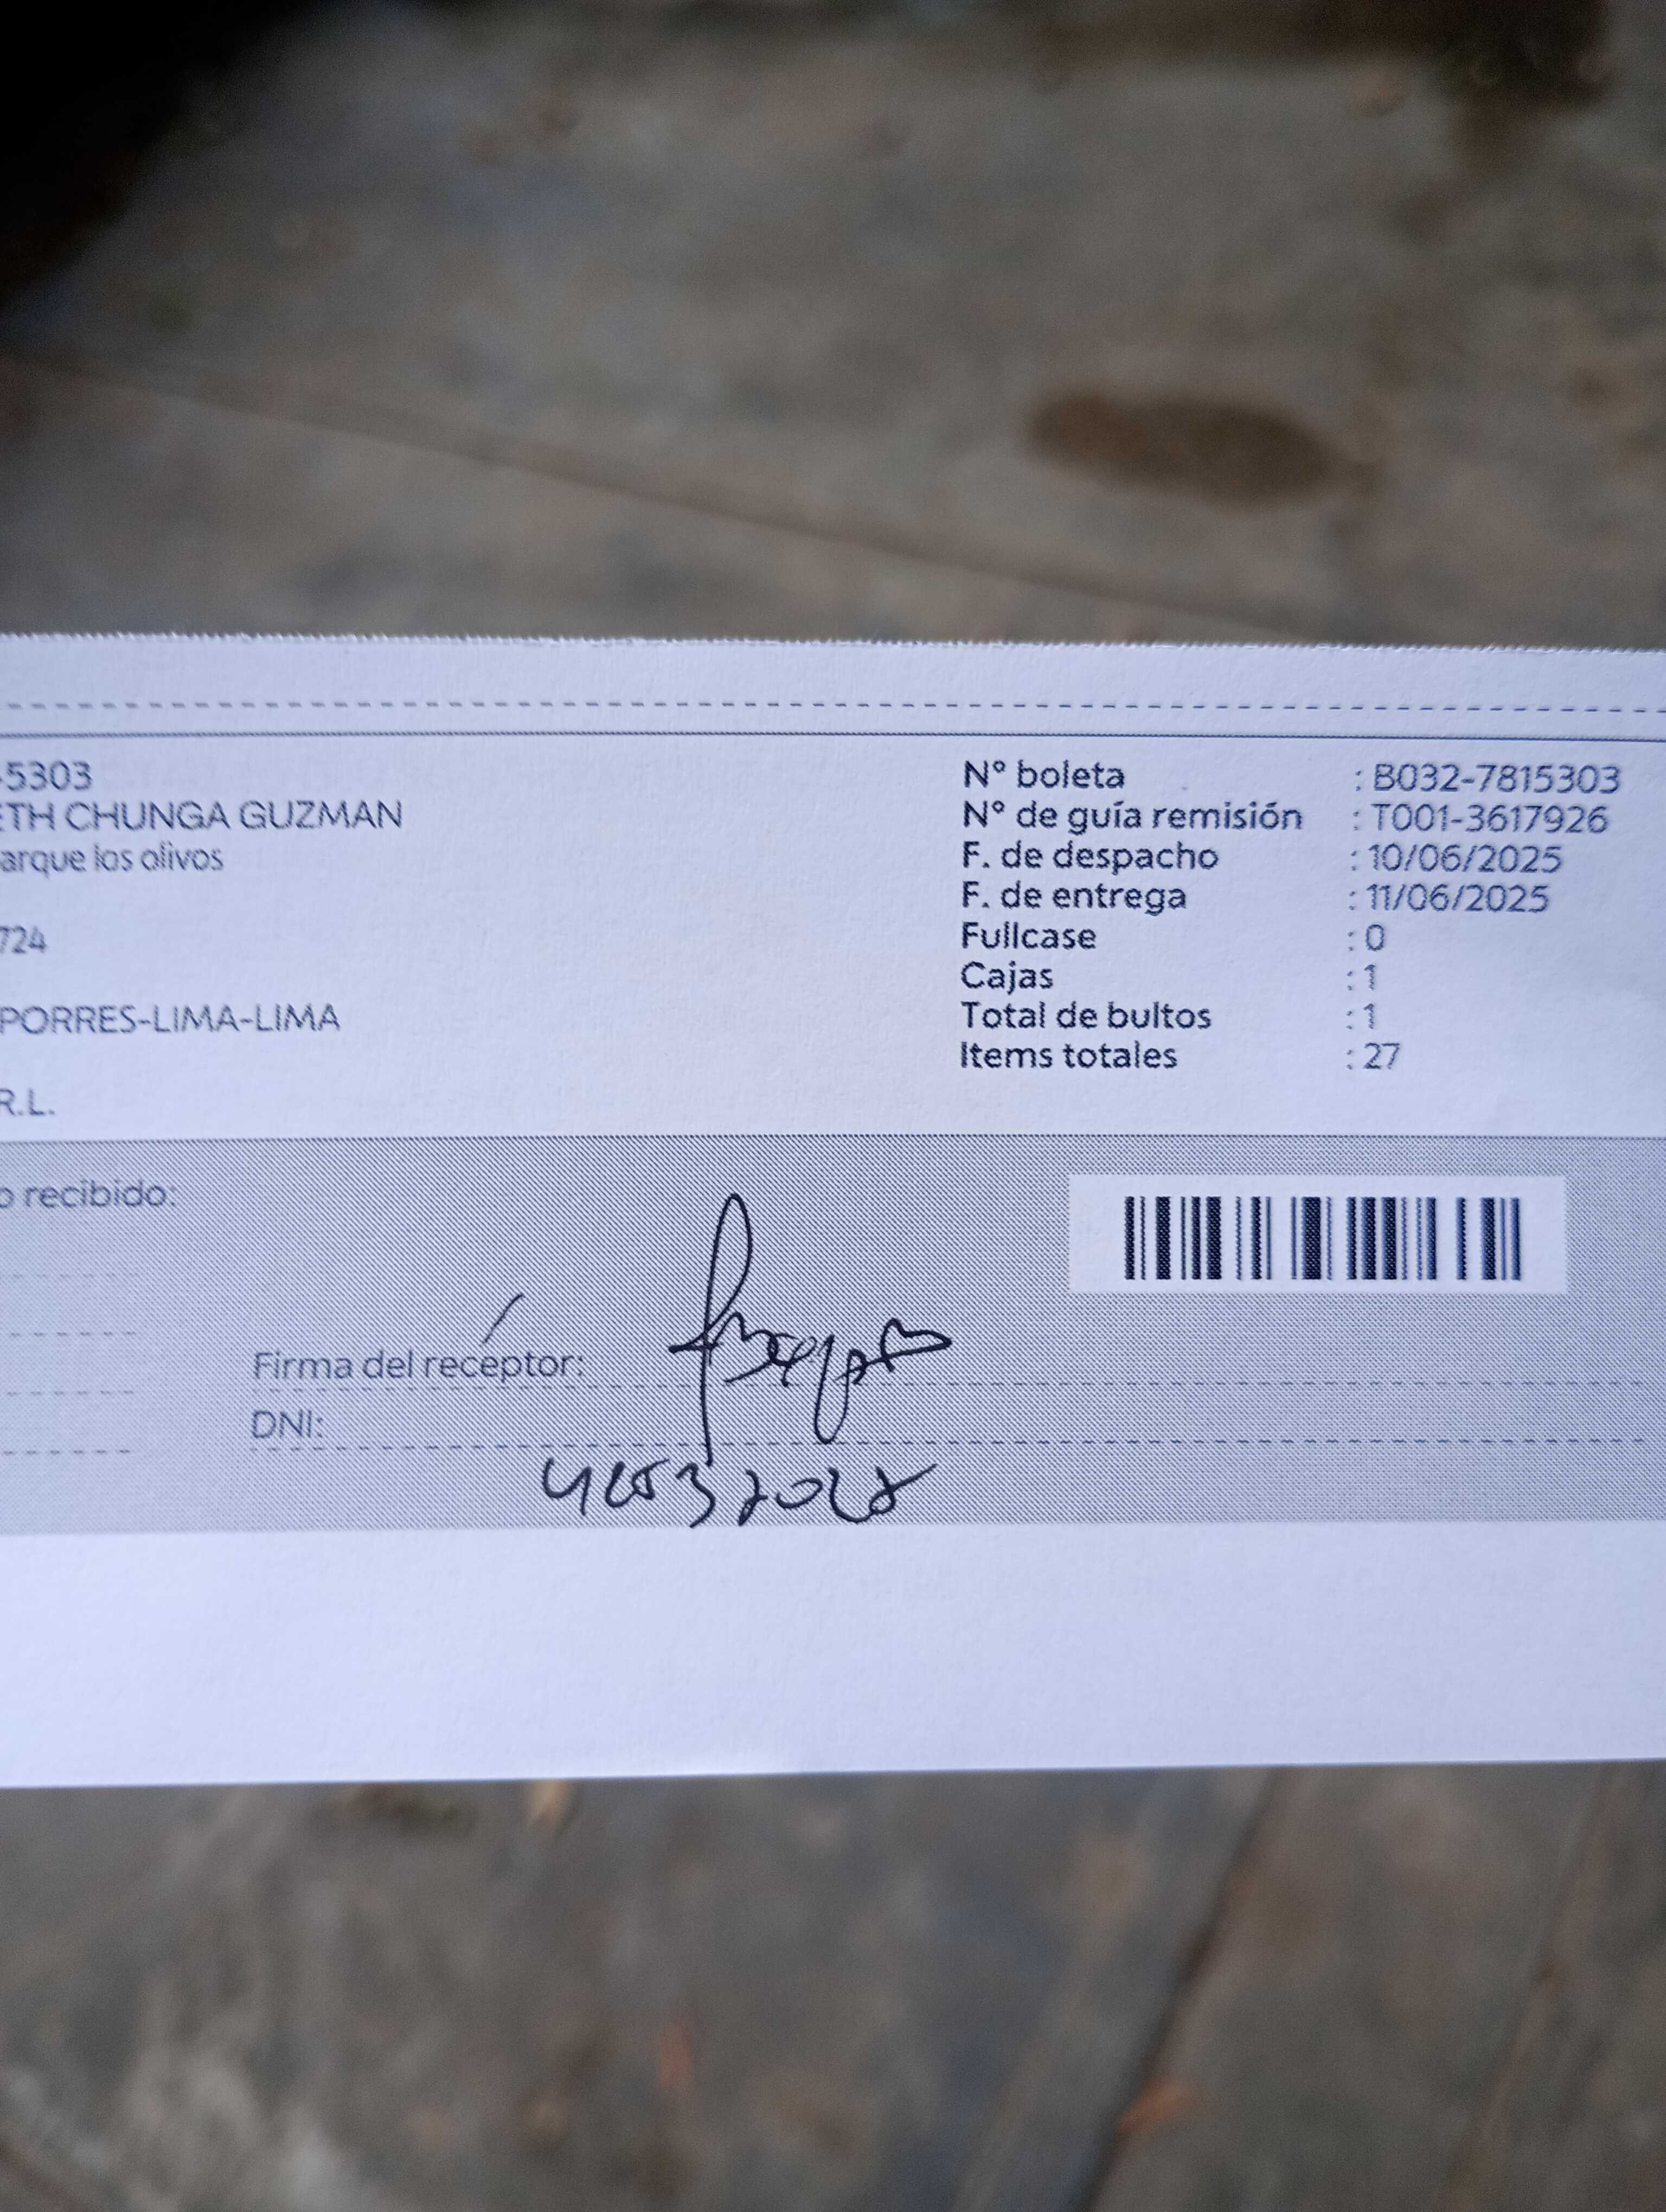 -5303
ETH CHUNGA GUZMAN
arque los olivos
724
PORRES-LIMA-LIMA
R.L.
N° boleta : B032-7815303
N° de guía remisión : T001-3617926
F. de despacho : 10/06/2025
F. de entrega : 11/06/2025
Fullcase : 0
Cajas : 1
Total de bultos : 1
Items totales : 27
o recibido:
Firma del receptor:
DNI: